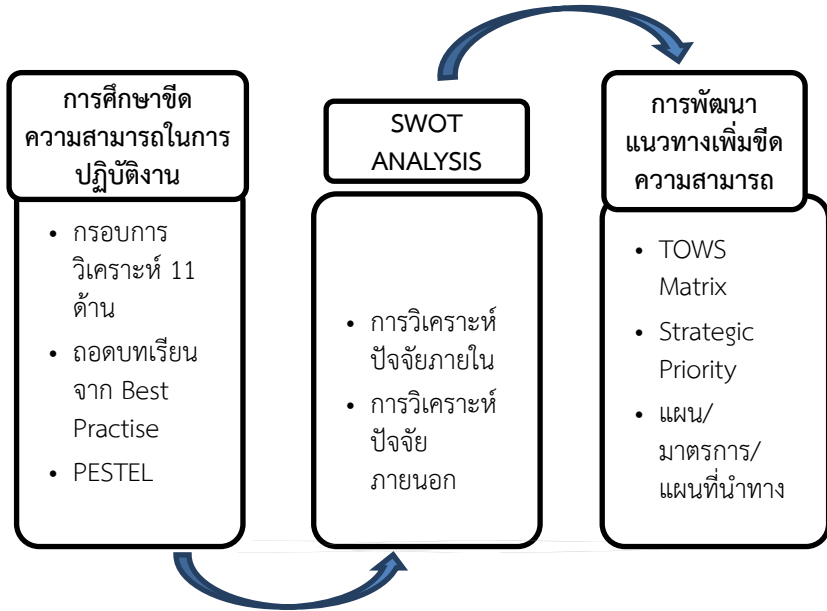 การศึกษาขีด
ความสามารถในการ
ปฏิบัติงาน
• กรอบการ
วิเคราะห์ 11
ด้าน
• ถอดบทเรียน
จาก Best
Practise
• PESTEL
SWOT
ANALYSIS
• การวิเคราะห์
ปัจจัยภายใน
• การวิเคราะห์
ปัจจัย
ภายนอก
การพัฒนา
แนวทางเพิ่มขีด
ความสามารถ
• TOWS
Matrix
• Strategic
Priority
• แผน/
มาตรการ/
แผนที่นำทาง